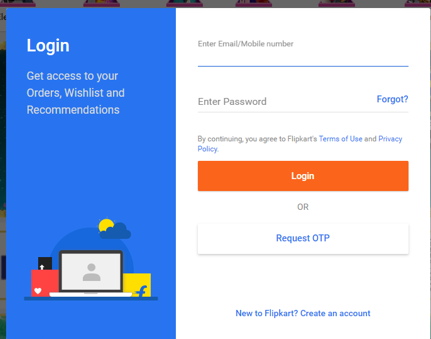 Login
Get access to your
Orders, Wishlist and
Recommendations
Enter Email/Mobile number
Enter Password
Forgot?
By continuing, you agree to Flipkart's Terms of Use and Privacy
Policy.
Login
OR
Request OTP
New to Flipkart? Create an account